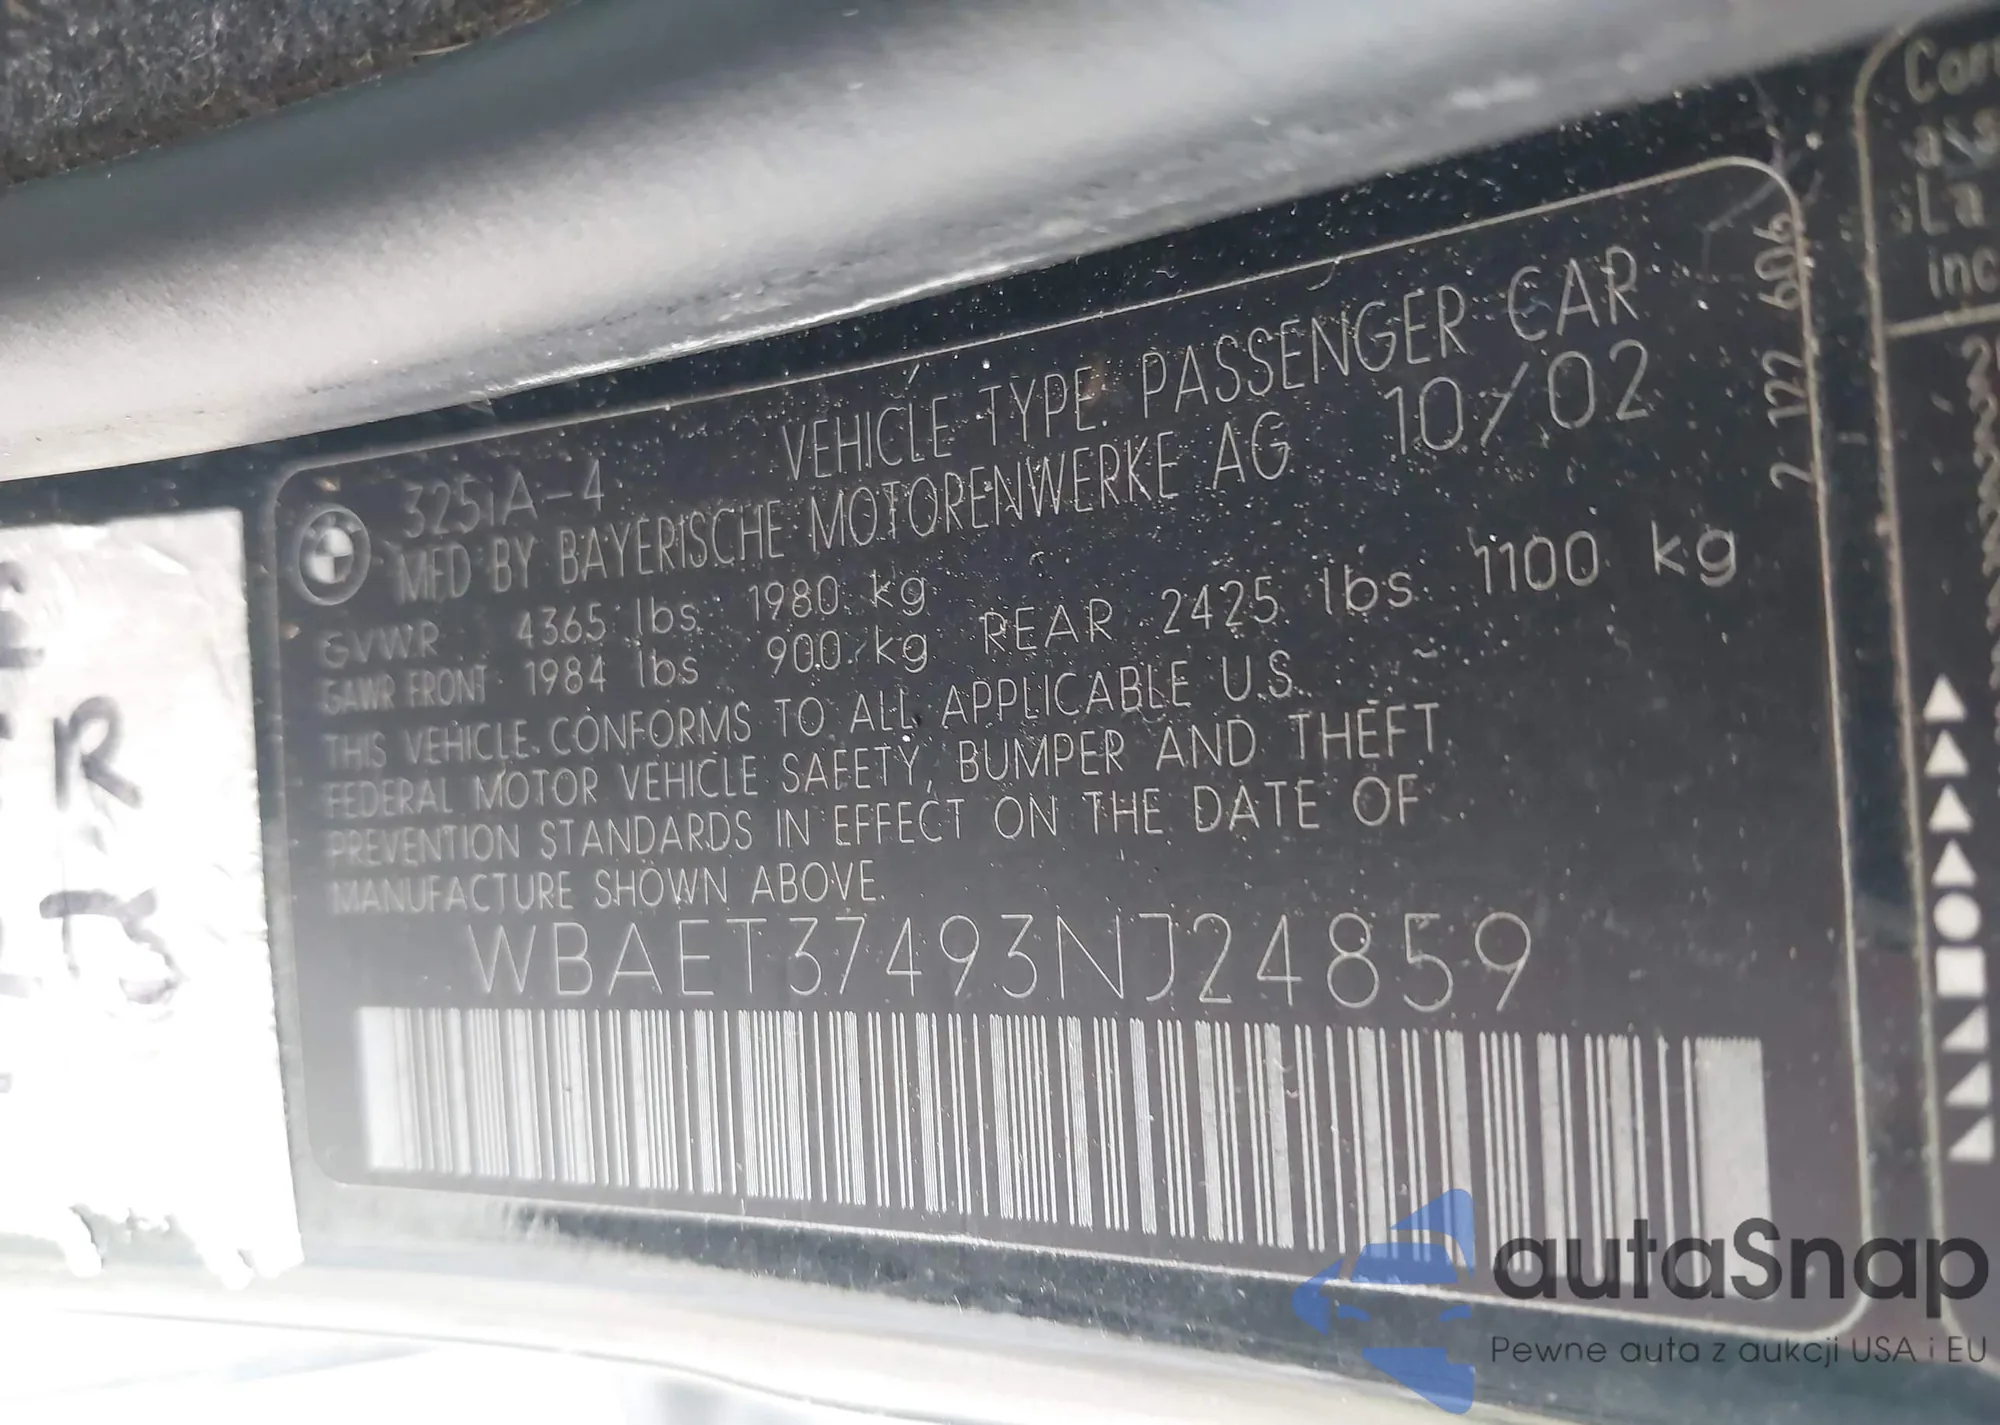 325iA-4 VEHICLE TYPE: PASSENGER CAR
MFD BY BAYERISCHE MOTORENWERKE AG 10/02
GVWR 4365 lbs 1980 kg
GAWR FRONT 1984 lbs 900 kg REAR 2425 lbs 1100 kg
THIS VEHICLE CONFORMS TO ALL APPLICABLE U.S.
FEDERAL MOTOR VEHICLE SAFETY, BUMPER AND THEFT
PREVENTION STANDARDS IN EFFECT ON THE DATE OF
MANUFACTURE SHOWN ABOVE.
WBAET37493NJ24859
2 122 606
La
inc
R
autaSnap
Pewne auta z aukcji USA i EU